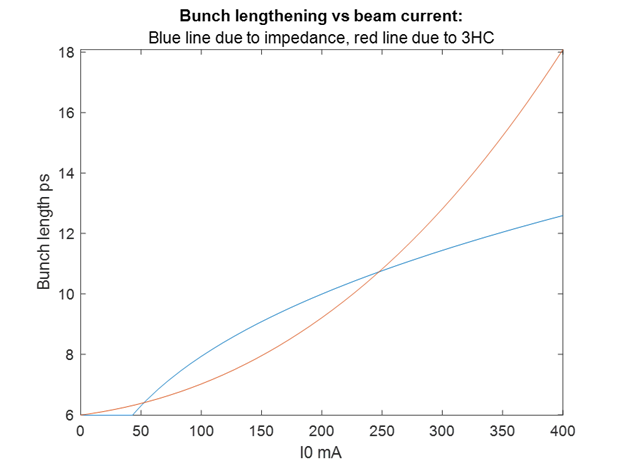 Bunch lengthening vs beam current:
Blue line due to impedance, red line due to 3HC
18
16
14
12
10
8
6
Bunch length ps
0 50 100 150 200 250 300 350 400
I0 mA